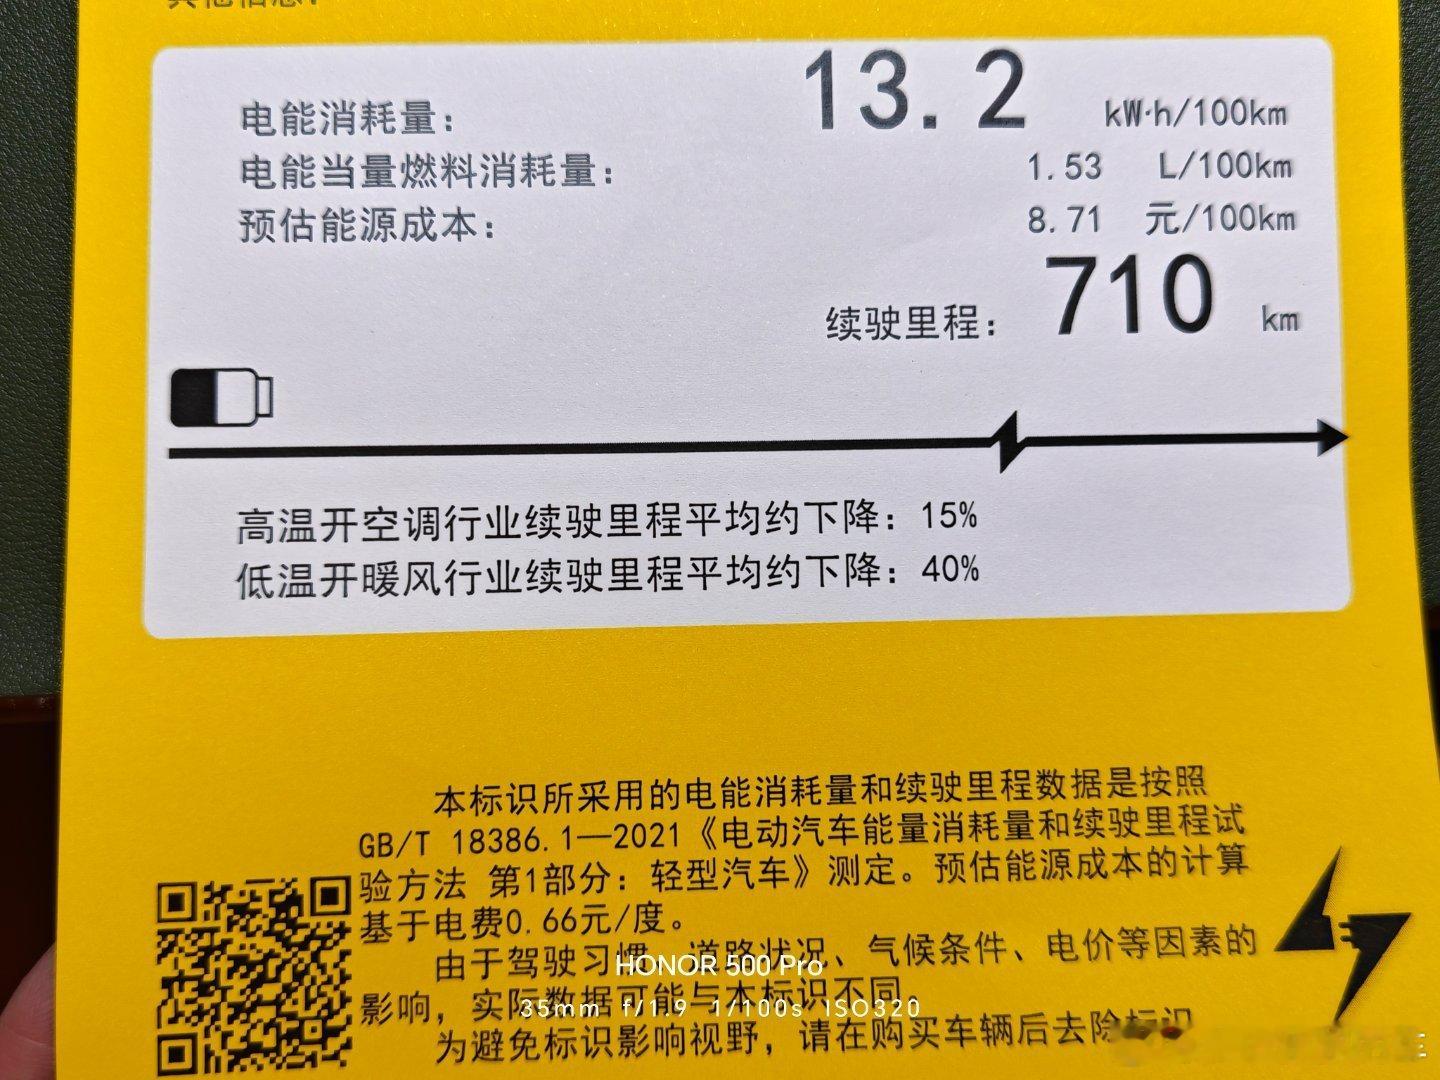 其他信息：
电能消耗量： 13.2 kW·h/100km
电能当量燃料消耗量： 1.53 L/100km
预估能源成本： 8.71 元/100km
续驶里程： 710 km
高温开空调行业续驶里程平均约下降：15%
低温开暖风行业续驶里程平均约下降：40%
本标识所采用的电能消耗量和续驶里程数据是按照
GB/T 18386.1—2021《电动汽车能量消耗量和续驶里程试
验方法 第1部分：轻型汽车》测定。预估能源成本的计算
基于电费0.66元/度。
由于驾驶习惯、道路状况、气候条件、电价等因素的
影响，实际数据可能与本标识不同。
为避免标识影响视野，请在购买车辆后去除标识
HONOR 500 Pro
35mm f/1.9 1/100s ISO320